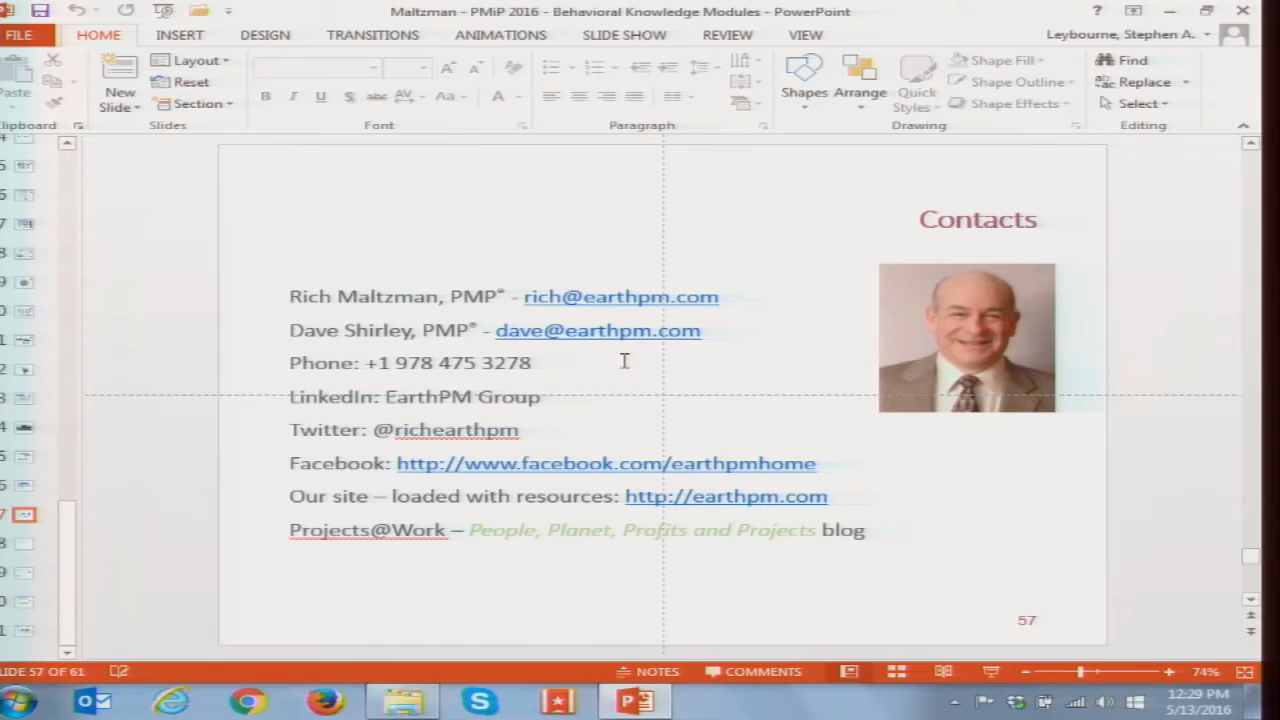 Maltzman - PMiP 2016 - Behavioral Knowledge Modules - PowerPoint
FILE HOME INSERT DESIGN TRANSITIONS ANIMATIONS SLIDE SHOW REVIEW VIEW Leybourne, Stephen A.
Paste
New Slide
Layout
Reset
Section
B I U S abc AV Aa A
Shapes Arrange Quick Styles
Shape Fill
Shape Outline
Shape Effects
Find
Replace
Select
Slides Font Paragraph Drawing Editing
Contacts
Rich Maltzman, PMP® - rich@earthpm.com
Dave Shirley, PMP® - dave@earthpm.com
Phone: +1 978 475 3278
LinkedIn: EarthPM Group
Twitter: @richearthpm
Facebook: http://www.facebook.com/earthpmhome
Our site – loaded with resources: http://earthpm.com
Projects@Work – People, Planet, Profits and Projects blog
57
LIDE 57 OF 61 NOTES COMMENTS 74%
12:29 PM
5/13/2016